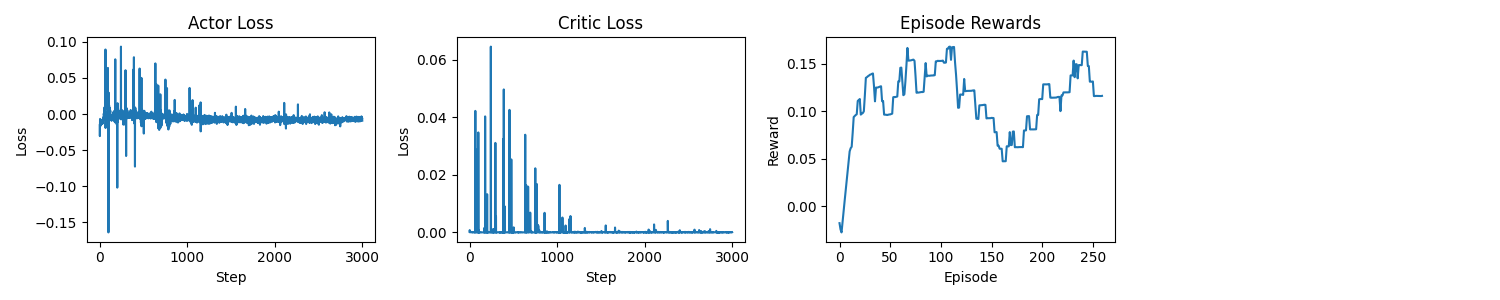 Actor Loss
Loss
0.10
0.05
0.00
−0.05
−0.10
−0.15
0 1000 2000 3000
Step
Critic Loss
Loss
0.06
0.04
0.02
0.00
0 1000 2000 3000
Step
Episode Rewards
Reward
0.15
0.10
0.05
0.00
0 50 100 150 200 250
Episode